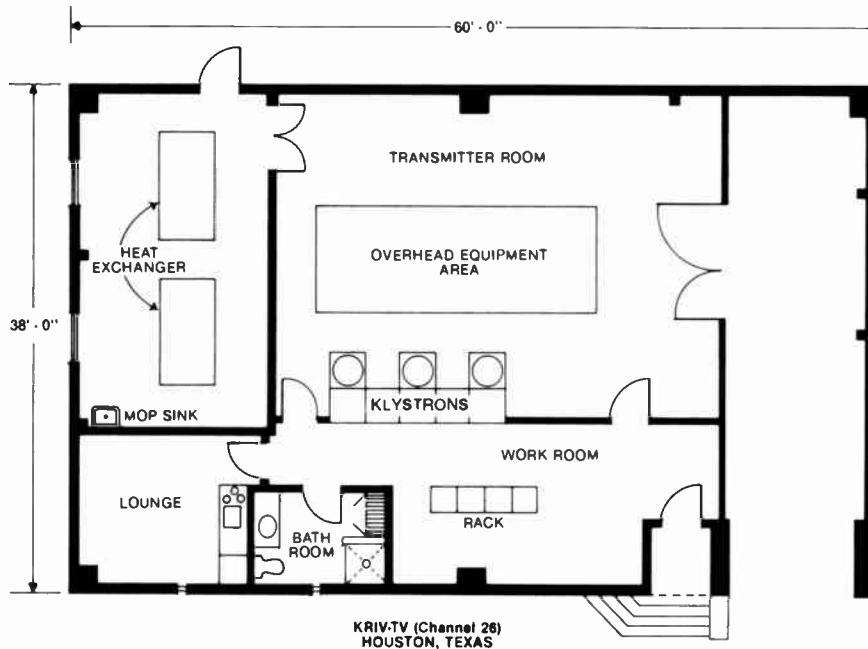 60' - 0"
TRANSMITTER ROOM
OVERHEAD EQUIPMENT
AREA
HEAT
EXCHANGER
38' - 0"
MOP SINK
KLYSTRONS
WORK ROOM
LOUNGE
RACK
BATH
ROOM
KRIV-TV (Channel 26)
HOUSTON, TEXAS